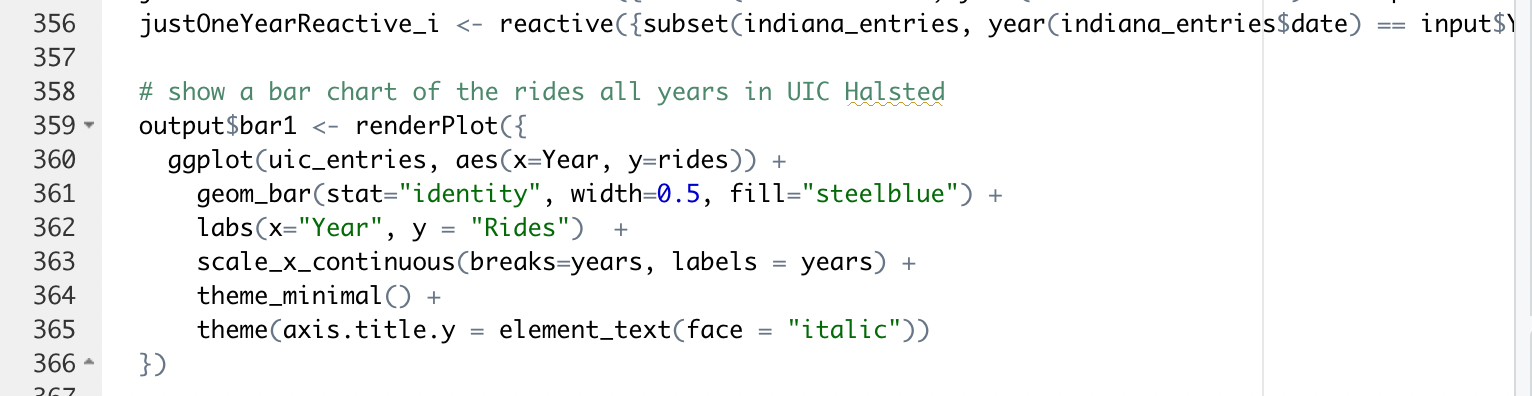 356 justOneYearReactive_i <- reactive({subset(indiana_entries, year(indiana_entries$date) == input$Y
357
358 # show a bar chart of the rides all years in UIC Halsted
359 output$bar1 <- renderPlot({
360 ggplot(uic_entries, aes(x=Year, y=rides)) +
361 geom_bar(stat="identity", width=0.5, fill="steelblue") +
362 labs(x="Year", y = "Rides")  +
363 scale_x_continuous(breaks=years, labels = years) +
364 theme_minimal() +
365 theme(axis.title.y = element_text(face = "italic"))
366 })
367